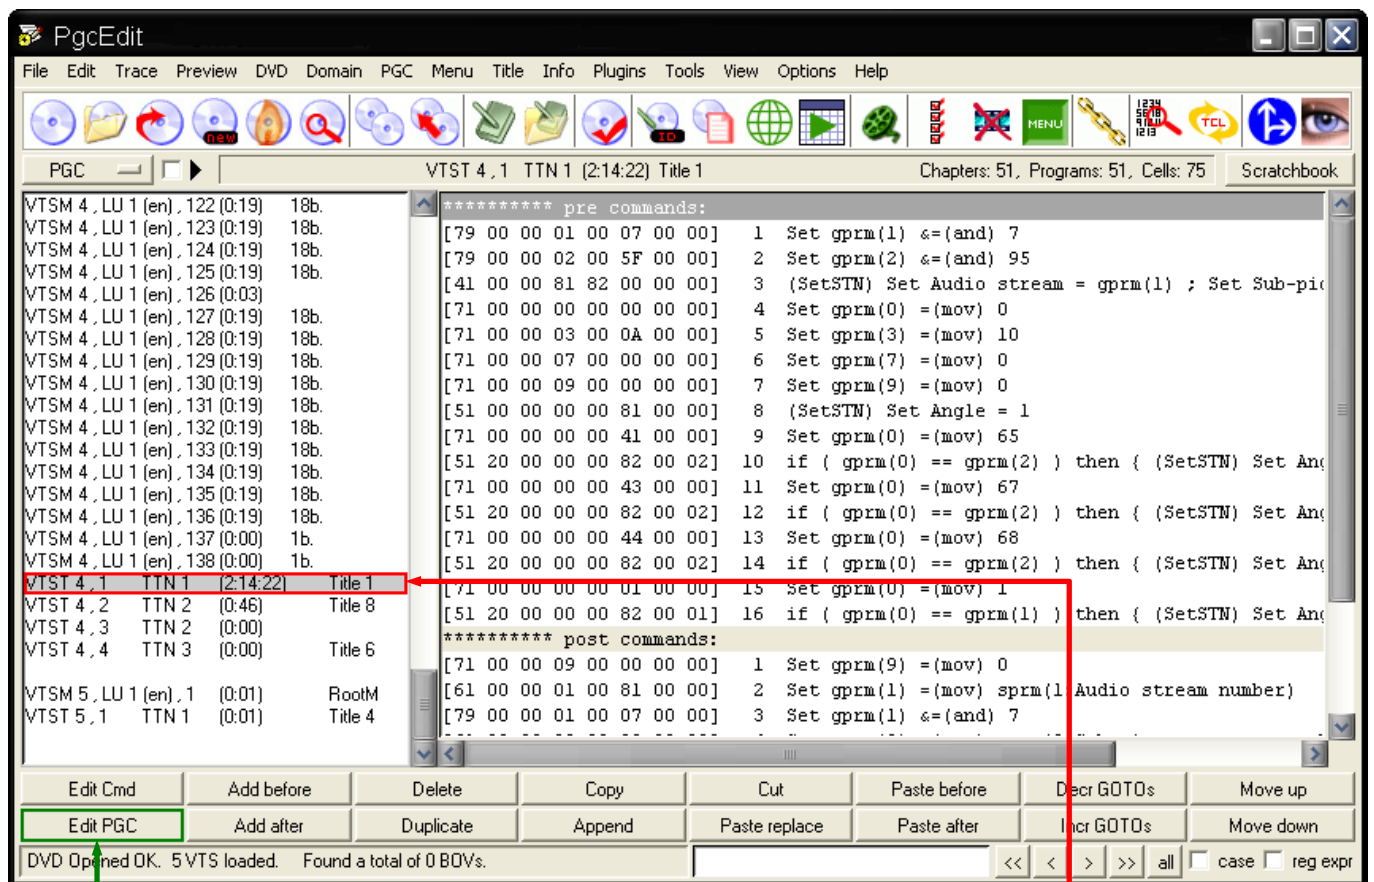 PgcEdit
File Edit Trace Preview DVD Domain PGC Menu Title Info Plugins Tools View Options Help
new ID MENU TCL
PGC VTST 4 , 1 TTN 1 (2:14:22) Title 1 Chapters: 51, Programs: 51, Cells: 75 Scratchbook
VTSM 4 , LU 1 (en) , 122 (0:19) 18b.
VTSM 4 , LU 1 (en) , 123 (0:19) 18b.
VTSM 4 , LU 1 (en) , 124 (0:19) 18b.
VTSM 4 , LU 1 (en) , 125 (0:19) 18b.
VTSM 4 , LU 1 (en) , 126 (0:03)
VTSM 4 , LU 1 (en) , 127 (0:19) 18b.
VTSM 4 , LU 1 (en) , 128 (0:19) 18b.
VTSM 4 , LU 1 (en) , 129 (0:19) 18b.
VTSM 4 , LU 1 (en) , 130 (0:19) 18b.
VTSM 4 , LU 1 (en) , 131 (0:19) 18b.
VTSM 4 , LU 1 (en) , 132 (0:19) 18b.
VTSM 4 , LU 1 (en) , 133 (0:19) 18b.
VTSM 4 , LU 1 (en) , 134 (0:19) 18b.
VTSM 4 , LU 1 (en) , 135 (0:19) 18b.
VTSM 4 , LU 1 (en) , 136 (0:19) 18b.
VTSM 4 , LU 1 (en) , 137 (0:00) 1b.
VTSM 4 , LU 1 (en) , 138 (0:00) 1b.
VTST 4 , 1 TTN 1 (2:14:22) Title 1
VTST 4 , 2 TTN 2 (0:46) Title 8
VTST 4 , 3 TTN 2 (0:00)
VTST 4 , 4 TTN 3 (0:00) Title 6
VTSM 5 , LU 1 (en) , 1 (0:01) RootM
VTST 5 , 1 TTN 1 (0:01) Title 4
********** pre commands:
[79 00 00 01 00 07 00 00] 1 Set gprm(1) &=(and) 7
[79 00 00 02 00 5F 00 00] 2 Set gprm(2) &=(and) 95
[41 00 00 81 82 00 00 00] 3 (SetSTN) Set Audio stream = gprm(1) ; Set Sub-pic
[71 00 00 00 00 00 00 00] 4 Set gprm(0) =(mov) 0
[71 00 00 03 00 0A 00 00] 5 Set gprm(3) =(mov) 10
[71 00 00 07 00 00 00 00] 6 Set gprm(7) =(mov) 0
[71 00 00 09 00 00 00 00] 7 Set gprm(9) =(mov) 0
[51 00 00 00 00 81 00 00] 8 (SetSTN) Set Angle = 1
[71 00 00 00 00 41 00 00] 9 Set gprm(0) =(mov) 65
[51 20 00 00 00 82 00 02] 10 if ( gprm(0) == gprm(2) ) then { (SetSTN) Set Ang
[71 00 00 00 00 43 00 00] 11 Set gprm(0) =(mov) 67
[51 20 00 00 00 82 00 02] 12 if ( gprm(0) == gprm(2) ) then { (SetSTN) Set Ang
[71 00 00 00 00 44 00 00] 13 Set gprm(0) =(mov) 68
[51 20 00 00 00 82 00 02] 14 if ( gprm(0) == gprm(2) ) then { (SetSTN) Set Ang
[71 00 00 00 00 01 00 00] 15 Set gprm(0) =(mov) 1
[51 20 00 00 00 82 00 01] 16 if ( gprm(0) == gprm(1) ) then { (SetSTN) Set Ang
********** post commands:
[71 00 00 09 00 00 00 00] 1 Set gprm(9) =(mov) 0
[61 00 00 01 00 81 00 00] 2 Set gprm(1) =(mov) sprm(1 Audio stream number)
[79 00 00 01 00 07 00 00] 3 Set gprm(1) &=(and) 7
Edit Cmd Add before Delete Copy Cut Paste before Decr GOTOs Move up
Edit PGC Add after Duplicate Append Paste replace Paste after Incr GOTOs Move down
DVD Opened OK. 5 VTS loaded. Found a total of 0 BOVs. << < > >> all case reg expr